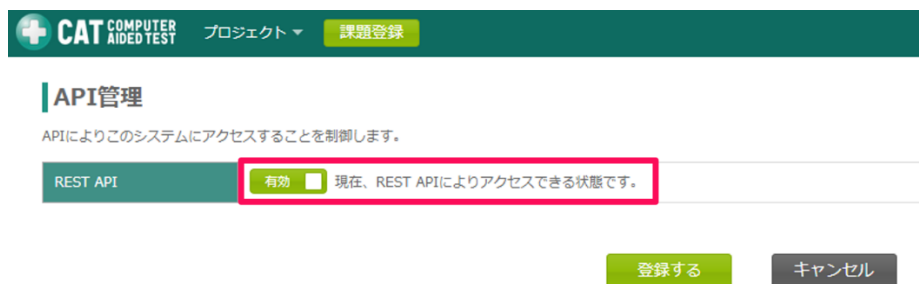 CAT COMPUTER AIDED TEST プロジェクト 課題登録
API管理
APIによりこのシステムにアクセスすることを制御します。
REST API 有効 現在、REST APIによりアクセスできる状態です。
登録する キャンセル